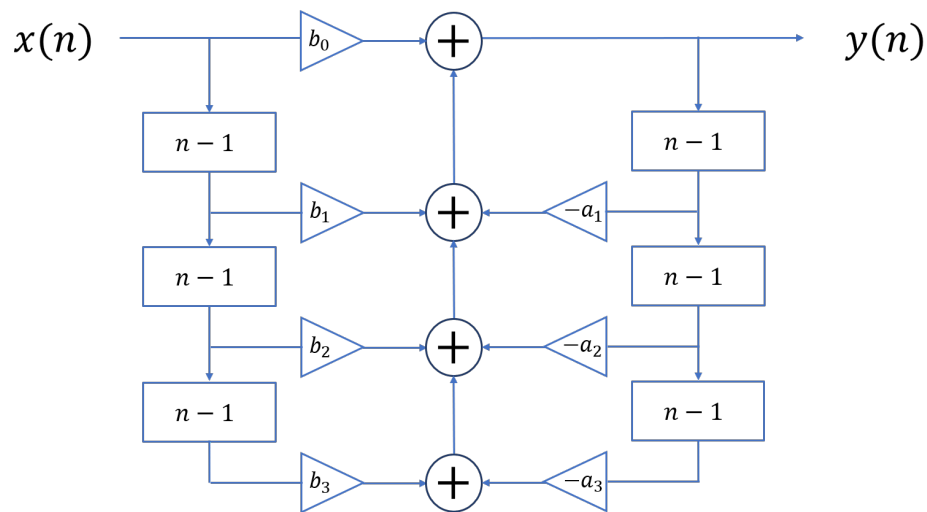 x(n) b₀ + y(n)
n − 1 n − 1
b₁ + −a₁
n − 1 n − 1
b₂ + −a₂
n − 1 n − 1
b₃ + −a₃